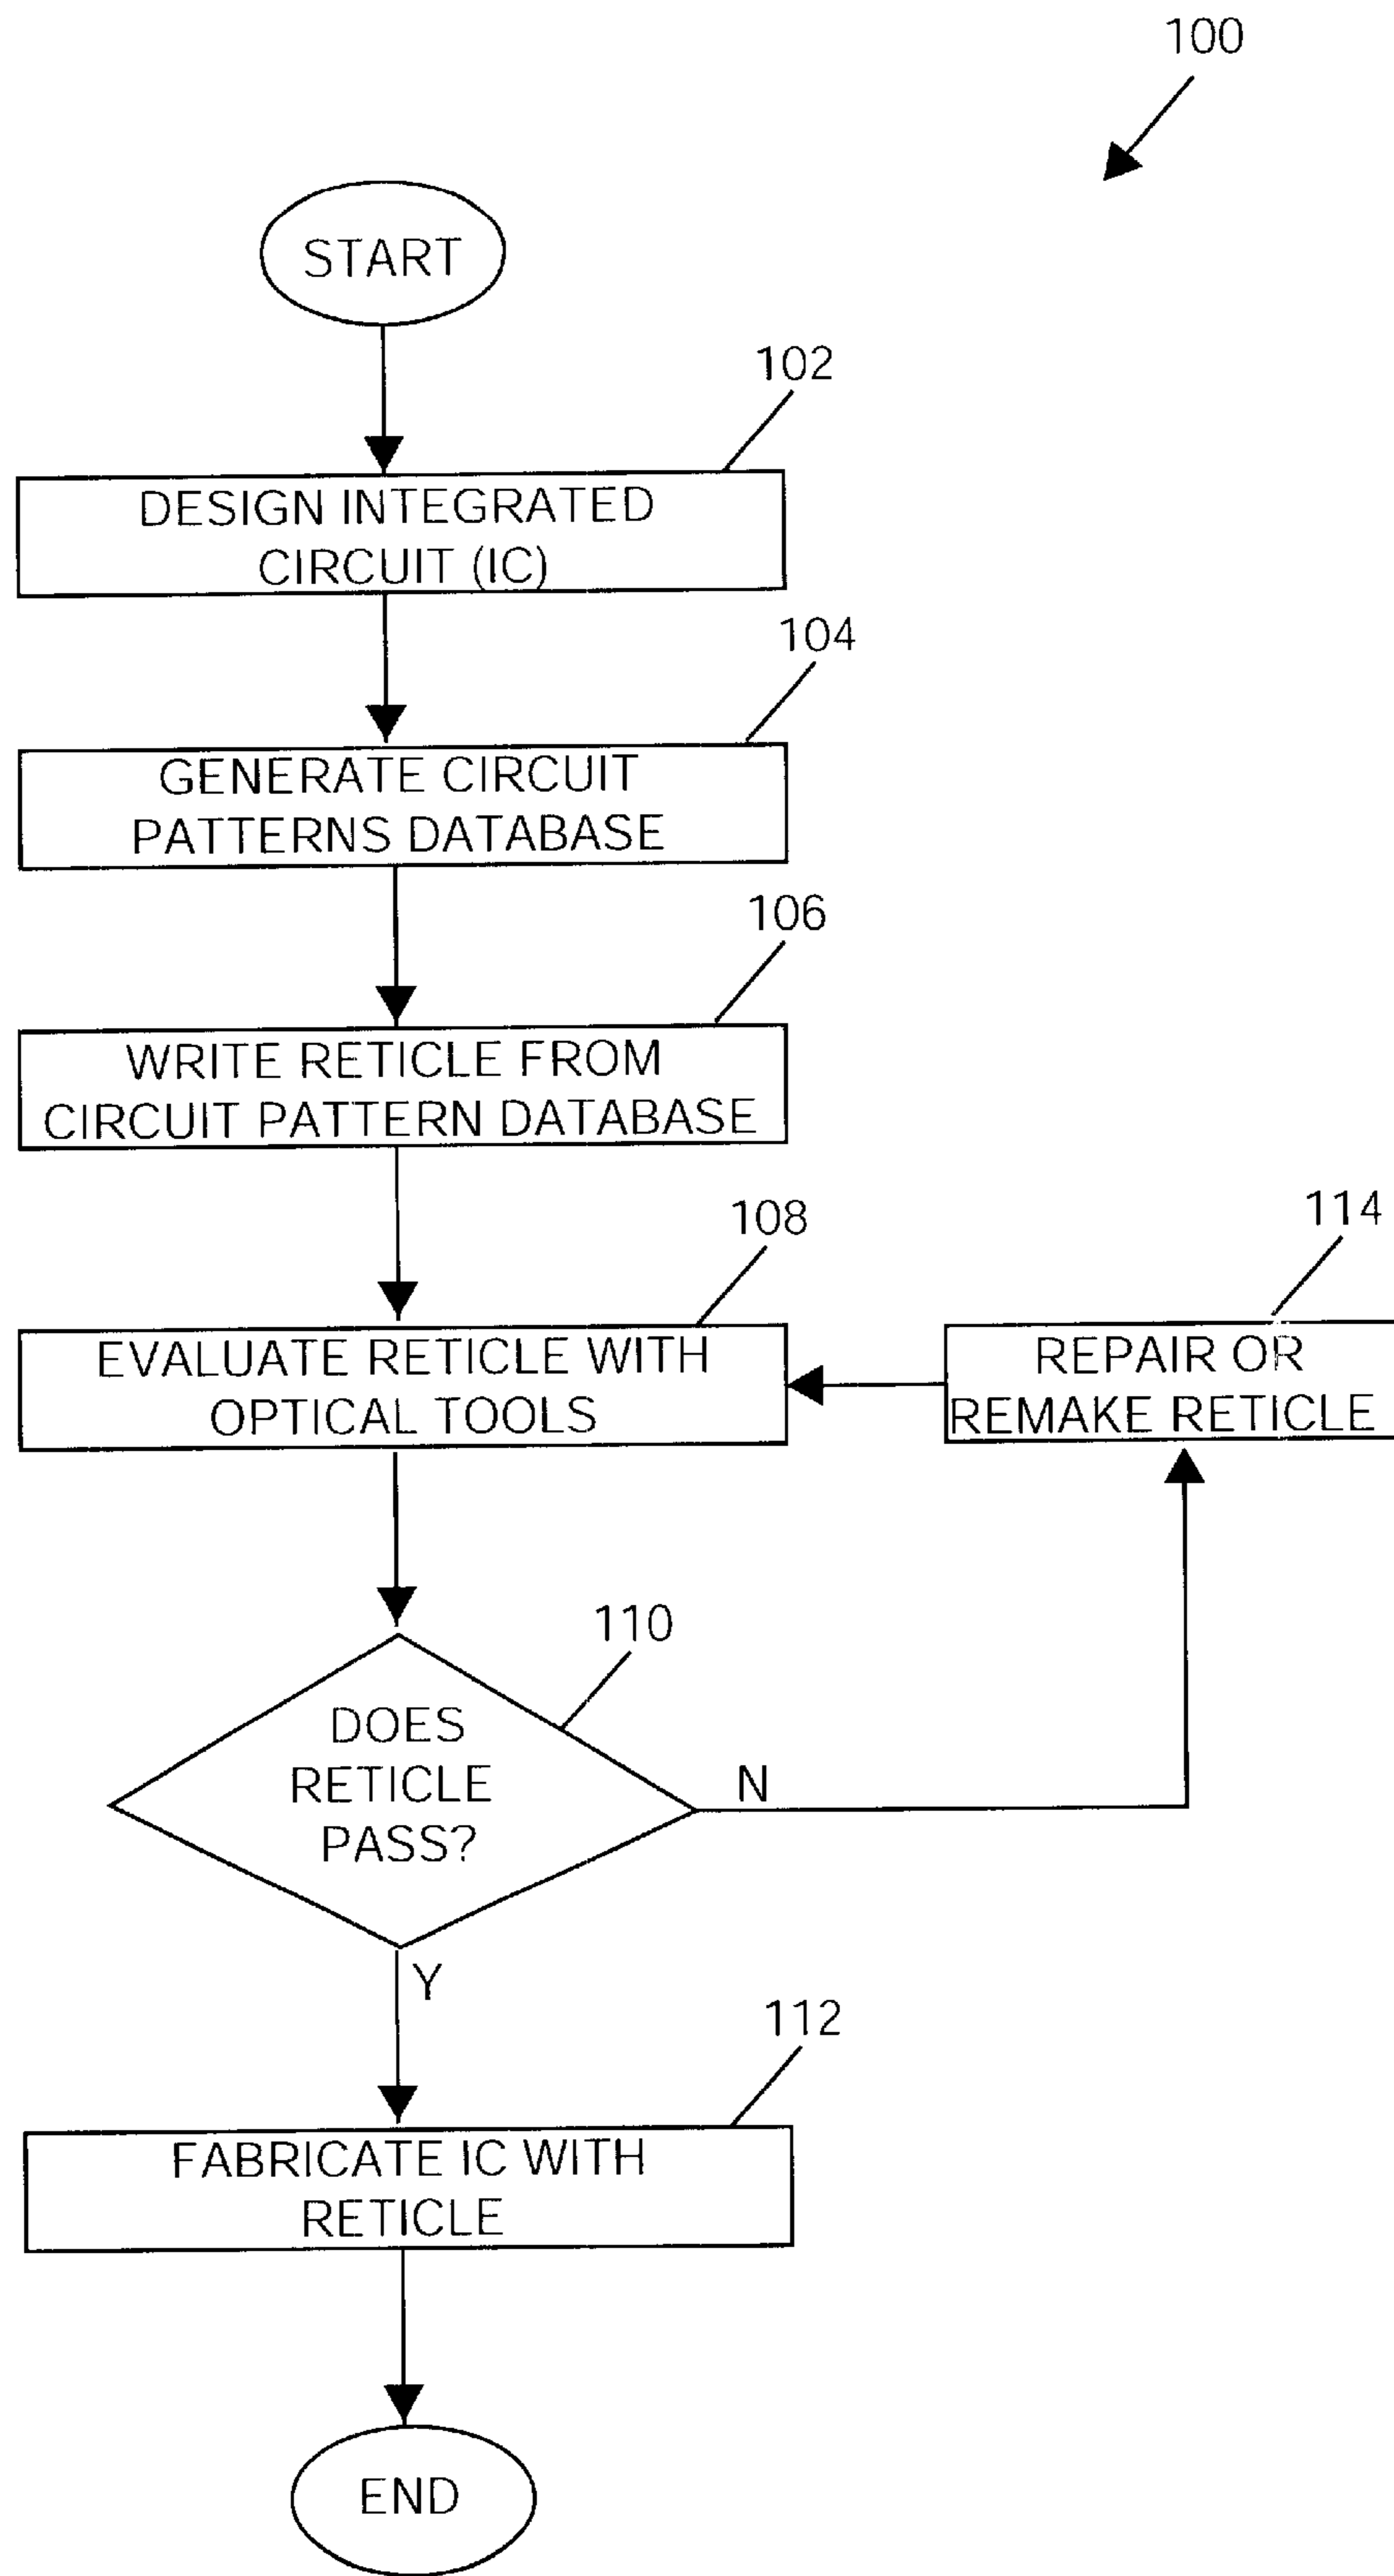 100
START
102
DESIGN INTEGRATED
CIRCUIT (IC)
104
GENERATE CIRCUIT
PATTERNS DATABASE
106
WRITE RETICLE FROM
CIRCUIT PATTERN DATABASE
108
EVALUATE RETICLE WITH
OPTICAL TOOLS
114
REPAIR OR
REMAKE RETICLE
110
DOES
RETICLE
PASS?
N
Y
112
FABRICATE IC WITH
RETICLE
END